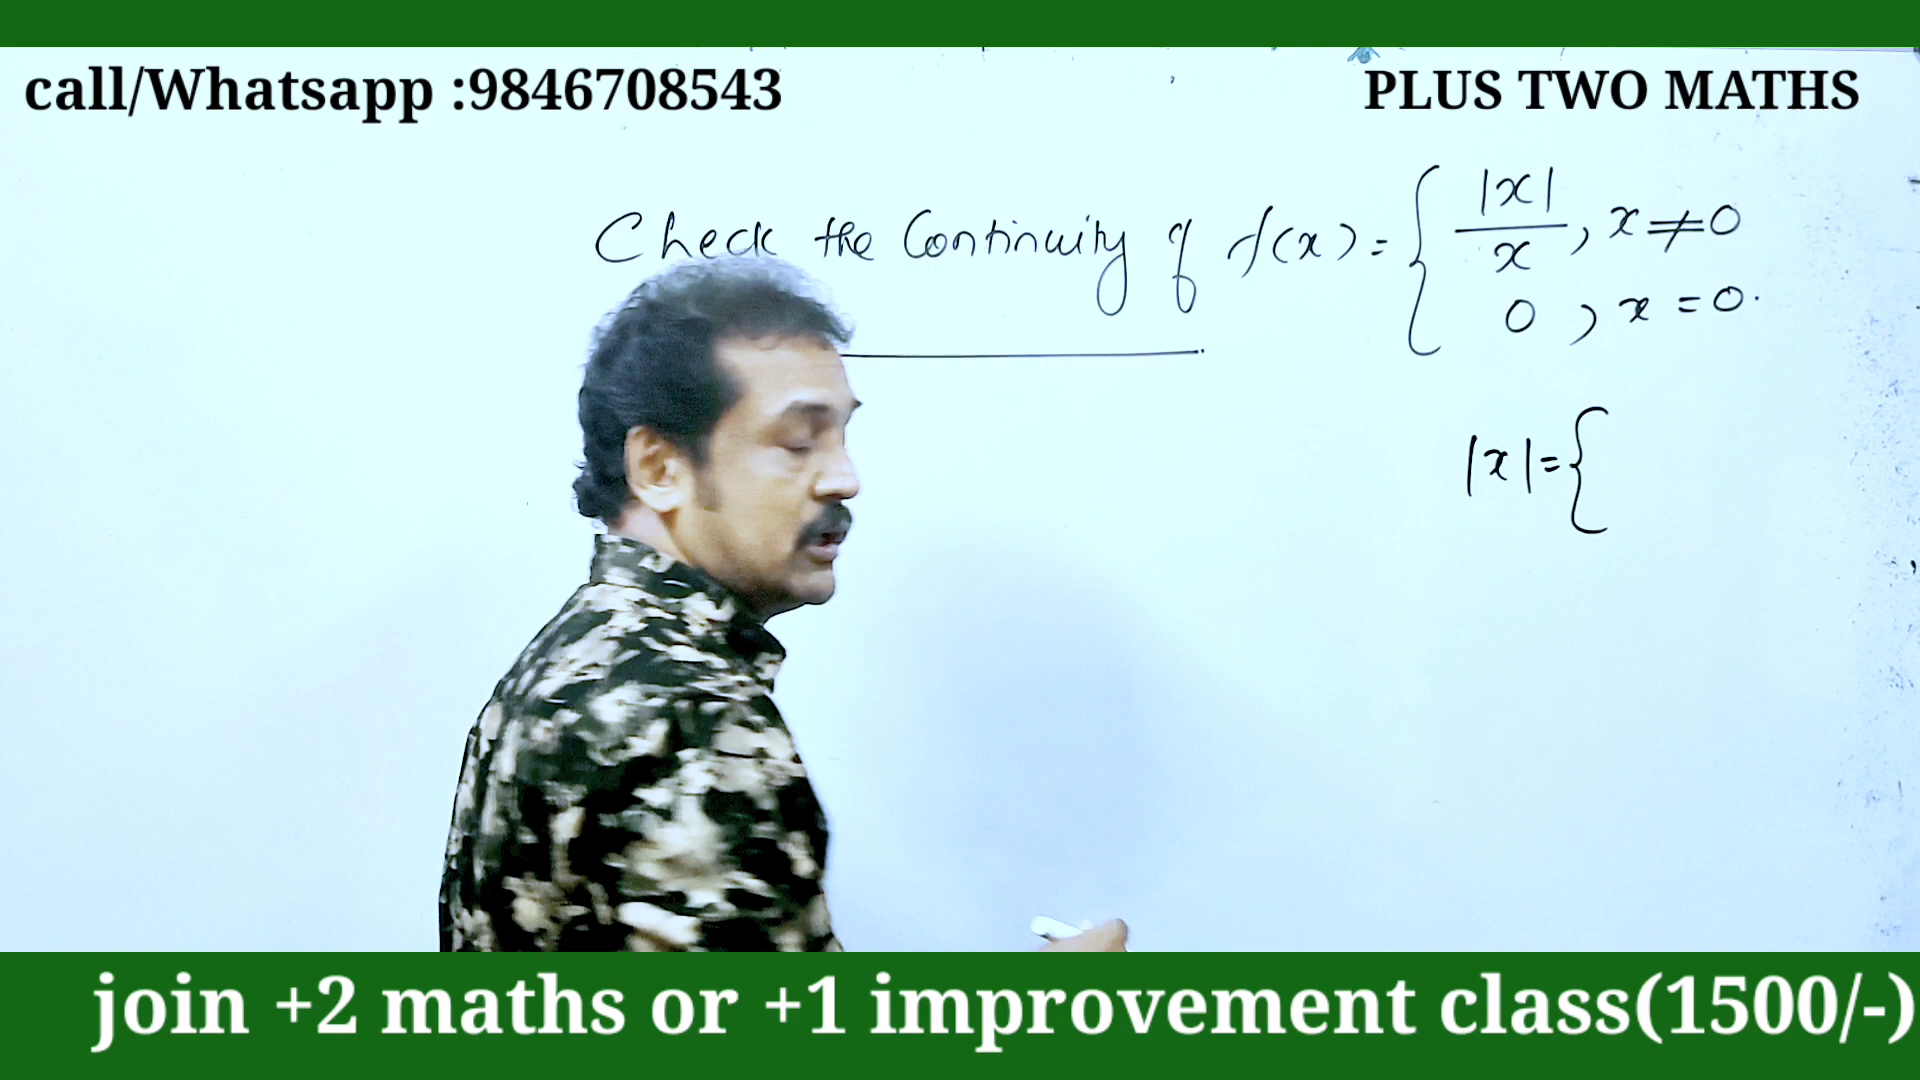 call/Whatsapp :9846708543
PLUS TWO MATHS
Check the Continuity of f(x) = { |x|/x , x ≠ 0
0 , x = 0.
|x| = {
join +2 maths or +1 improvement class(1500/-)